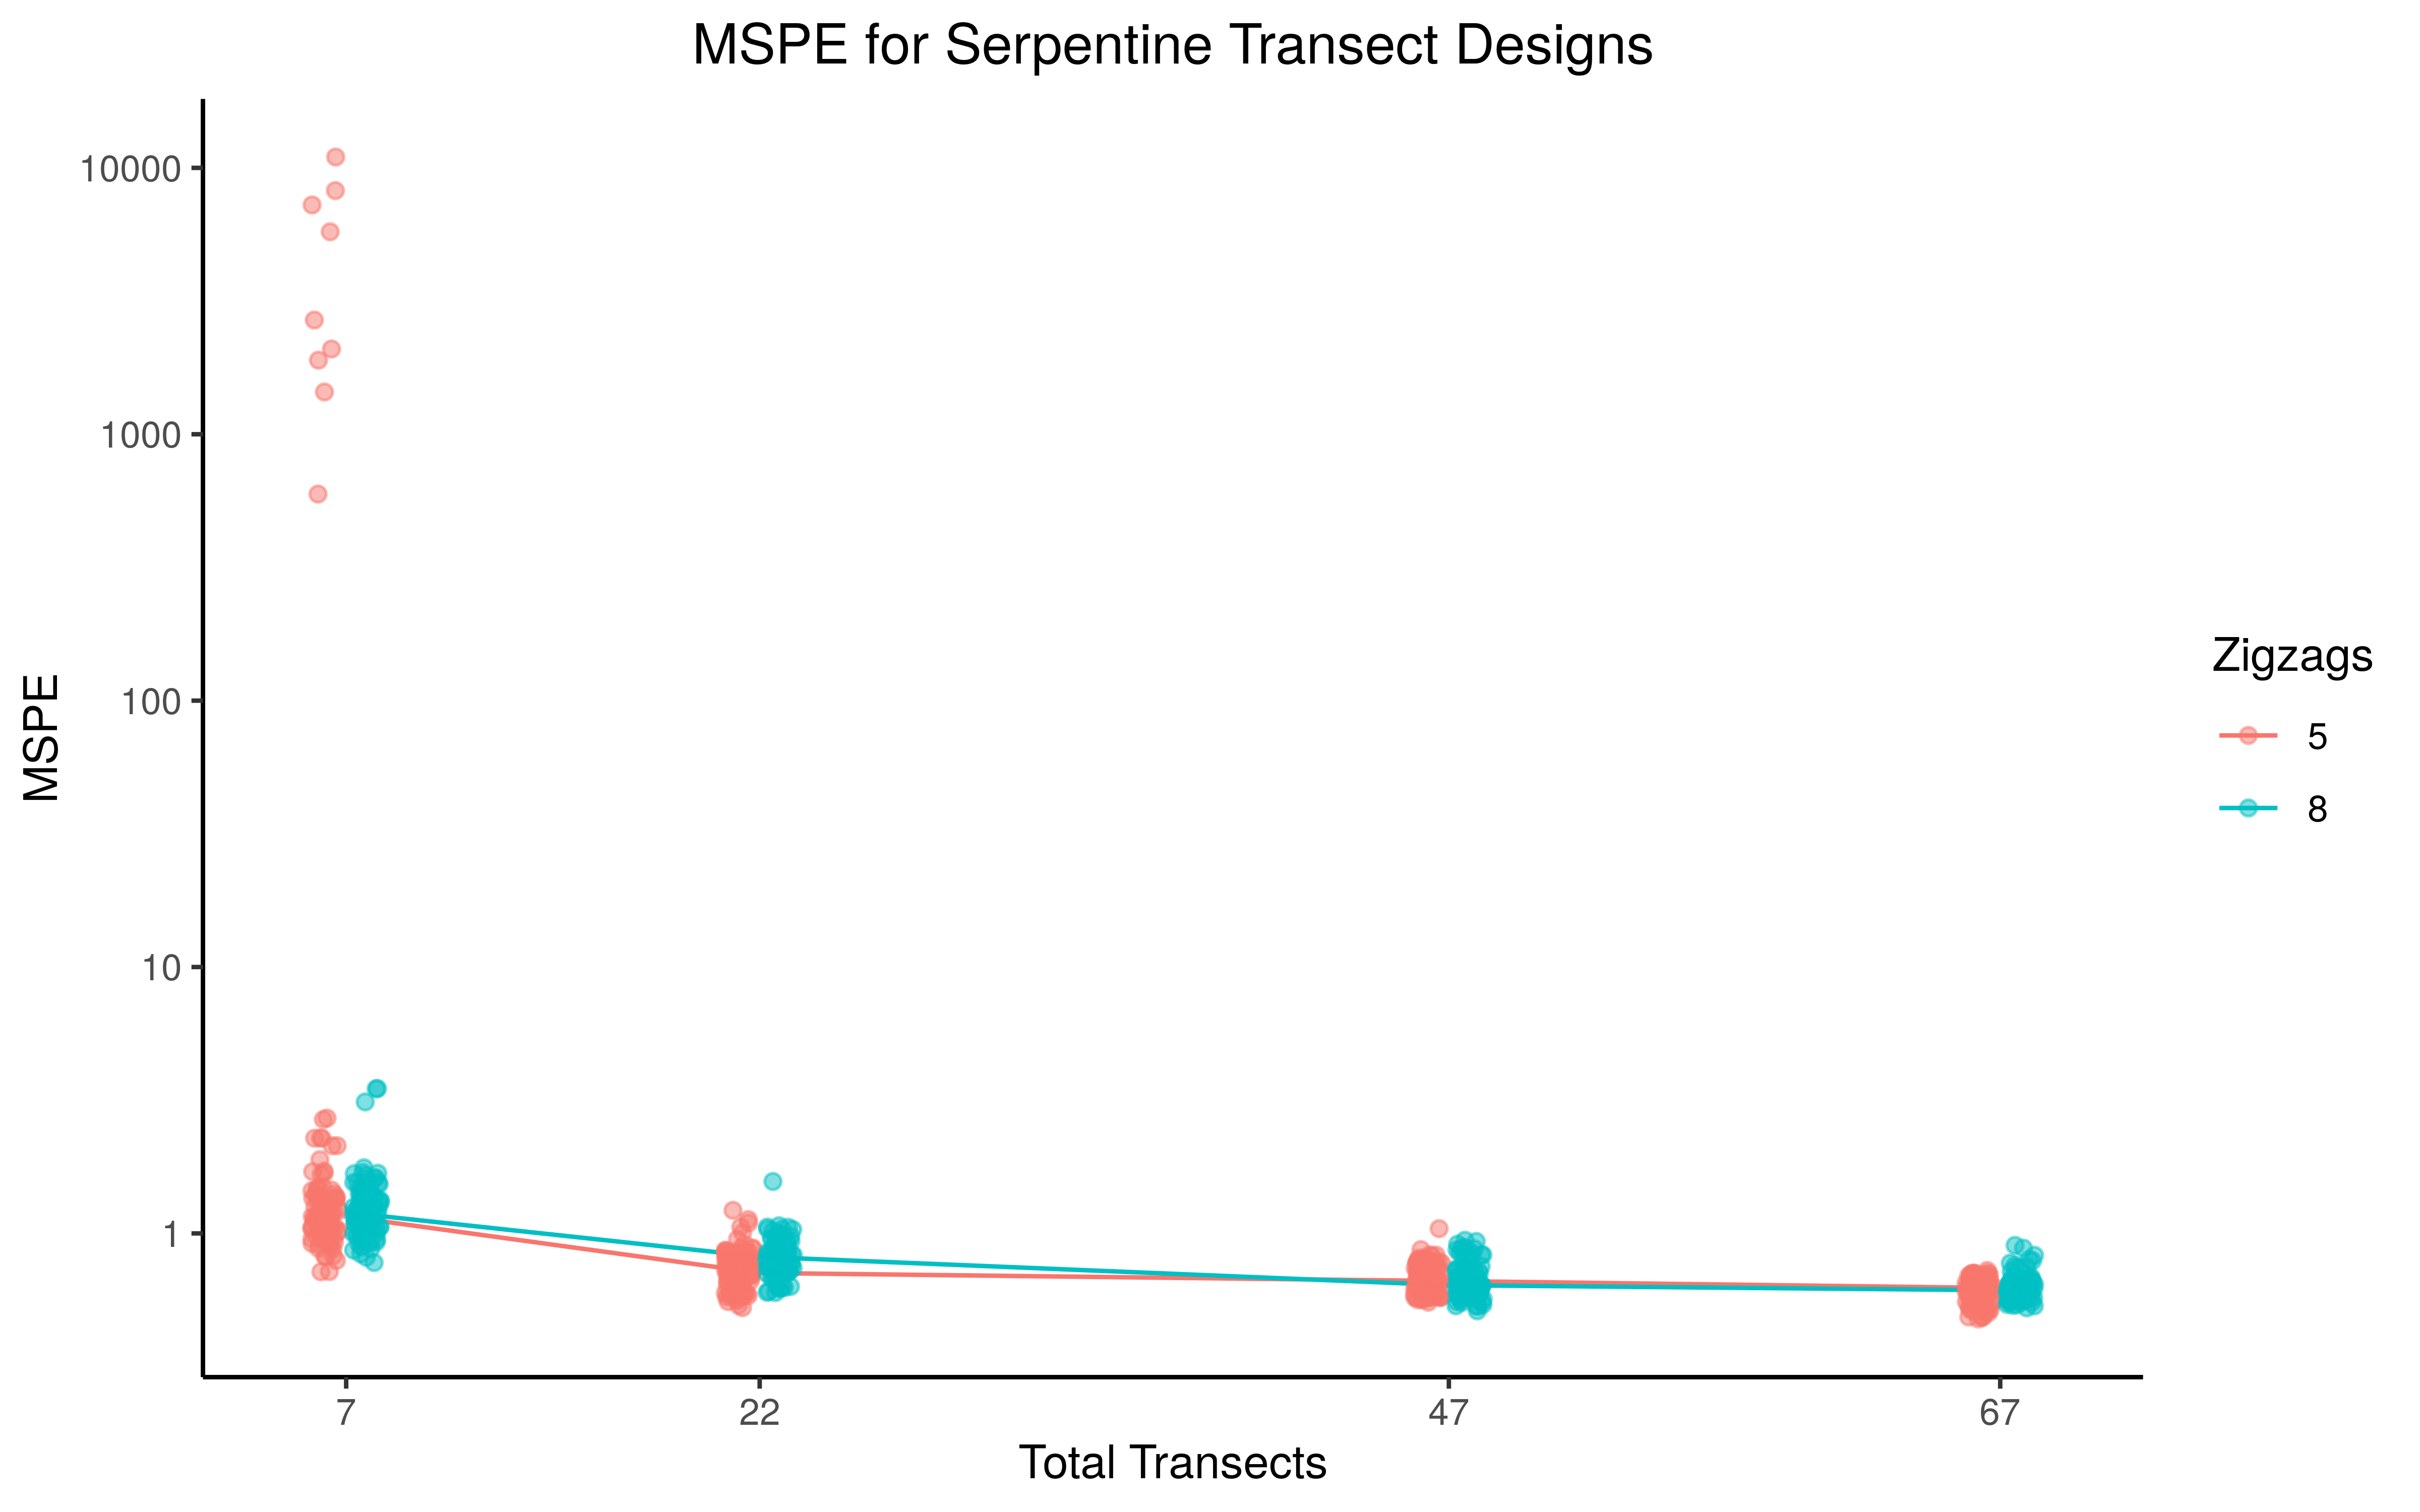 MSPE for Serpentine Transect Designs
MSPE
10000
1000
100
10
1
7 22 47 67
Total Transects
Zigzags
5
8